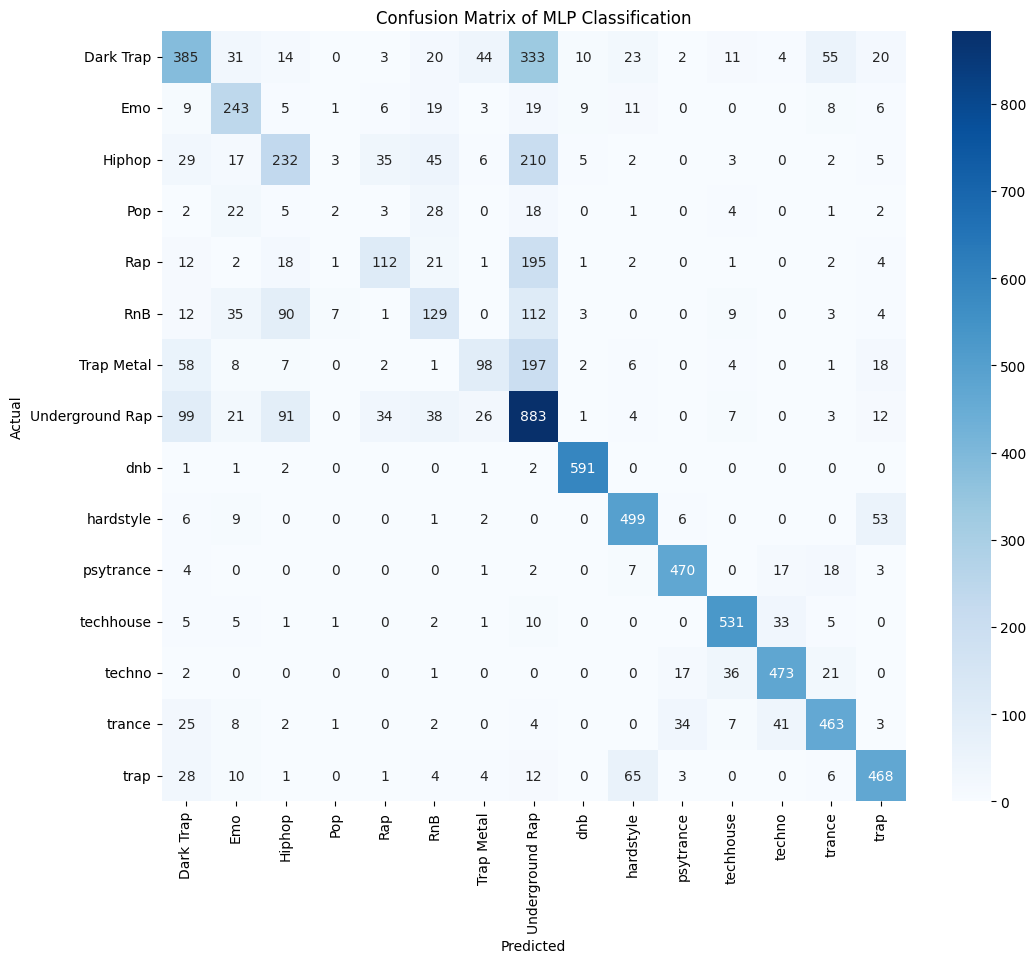 Confusion Matrix of MLP Classification
Actual
Dark Trap 385 31 14 0 3 20 44 333 10 23 2 11 4 55 20
Emo 9 243 5 1 6 19 3 19 9 11 0 0 0 8 6
Hiphop 29 17 232 3 35 45 6 210 5 2 0 3 0 2 5
Pop 2 22 5 2 3 28 0 18 0 1 0 4 0 1 2
Rap 12 2 18 1 112 21 1 195 1 2 0 1 0 2 4
RnB 12 35 90 7 1 129 0 112 3 0 0 9 0 3 4
Trap Metal 58 8 7 0 2 1 98 197 2 6 0 4 0 1 18
Underground Rap 99 21 91 0 34 38 26 883 1 4 0 7 0 3 12
dnb 1 1 2 0 0 0 1 2 591 0 0 0 0 0 0
hardstyle 6 9 0 0 0 1 2 0 0 499 6 0 0 0 53
psytrance 4 0 0 0 0 0 1 2 0 7 470 0 17 18 3
techhouse 5 5 1 1 0 2 1 10 0 0 0 531 33 5 0
techno 2 0 0 0 0 1 0 0 0 0 17 36 473 21 0
trance 25 8 2 1 0 2 0 4 0 0 34 7 41 463 3
trap 28 10 1 0 1 4 4 12 0 65 3 0 0 6 468
Dark Trap Emo Hiphop Pop Rap RnB Trap Metal Underground Rap dnb hardstyle psytrance techhouse techno trance trap
Predicted
800
700
600
500
400
300
200
100
0